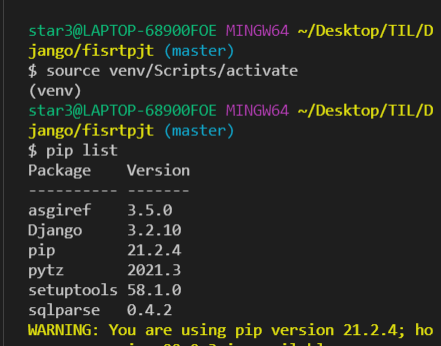 star3@LAPTOP-68900FOE MINGW64 ~/Desktop/TIL/D
jango/fisrtpjt (master)
$ source venv/Scripts/activate
(venv)
star3@LAPTOP-68900FOE MINGW64 ~/Desktop/TIL/D
jango/fisrtpjt (master)
$ pip list
Package    Version
---------- -------
asgiref    3.5.0
Django     3.2.10
pip        21.2.4
pytz       2021.3
setuptools 58.1.0
sqlparse   0.4.2
WARNING: You are using pip version 21.2.4; ho